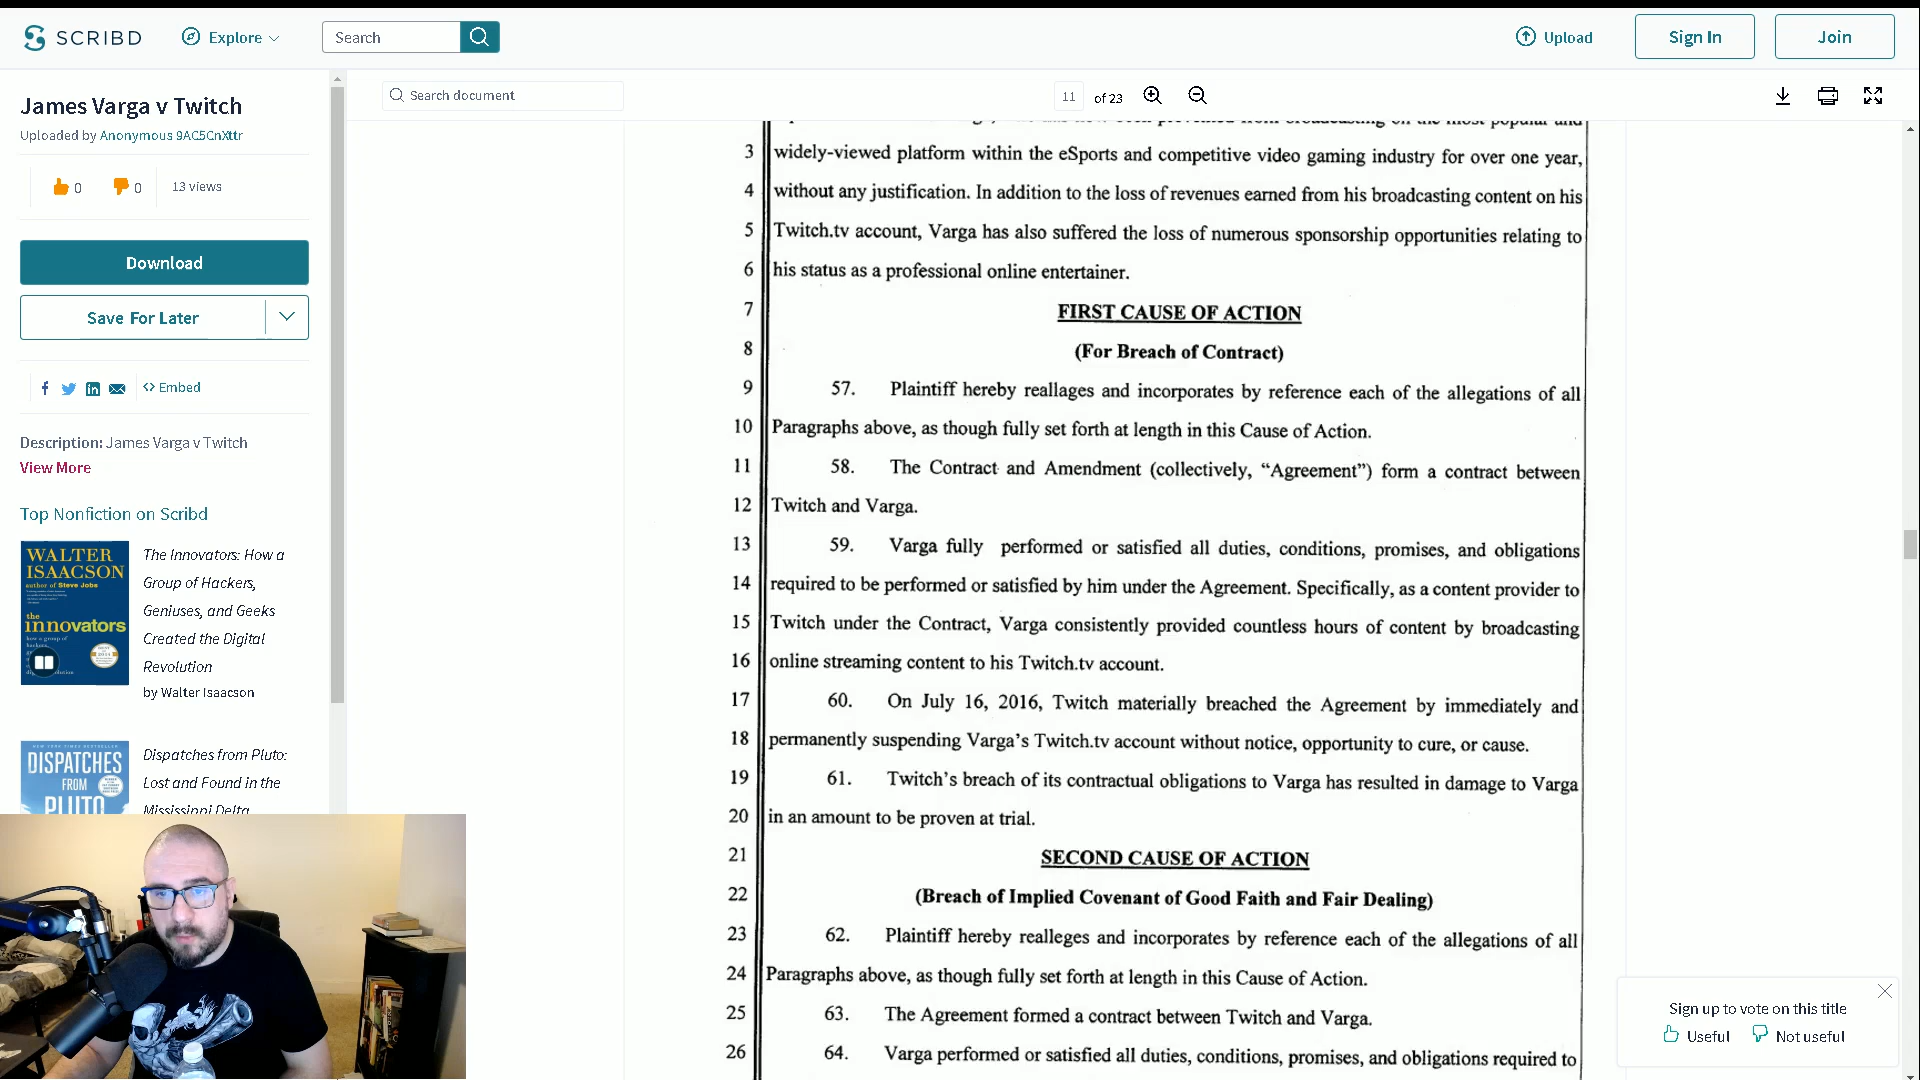 SCRIBD
Explore
Search
Upload
Sign In
Join
James Varga v Twitch
Uploaded by Anonymous 9AC5CnXttr
0
0
13 views
Download
Save For Later
Embed
Description: James Varga v Twitch
View More
Top Nonfiction on Scribd
WALTER
ISAACSON
author of Steve Jobs
the
innovators
The Innovators: How a
Group of Hackers,
Geniuses, and Geeks
Created the Digital
Revolution
by Walter Isaacson
DISPATCHES
FROM
PLUTO
Dispatches from Pluto:
Lost and Found in the
Mississippi Delta
Search document
11 of 23
3 widely-viewed platform within the eSports and competitive video gaming industry for over one year,
4 without any justification. In addition to the loss of revenues earned from his broadcasting content on his
5 Twitch.tv account, Varga has also suffered the loss of numerous sponsorship opportunities relating to
6 his status as a professional online entertainer.
7 FIRST CAUSE OF ACTION
8 (For Breach of Contract)
9 57. Plaintiff hereby reallages and incorporates by reference each of the allegations of all
10 Paragraphs above, as though fully set forth at length in this Cause of Action.
11 58. The Contract and Amendment (collectively, “Agreement”) form a contract between
12 Twitch and Varga.
13 59. Varga fully performed or satisfied all duties, conditions, promises, and obligations
14 required to be performed or satisfied by him under the Agreement. Specifically, as a content provider to
15 Twitch under the Contract, Varga consistently provided countless hours of content by broadcasting
16 online streaming content to his Twitch.tv account.
17 60. On July 16, 2016, Twitch materially breached the Agreement by immediately and
18 permanently suspending Varga’s Twitch.tv account without notice, opportunity to cure, or cause.
19 61. Twitch’s breach of its contractual obligations to Varga has resulted in damage to Varga
20 in an amount to be proven at trial.
21 SECOND CAUSE OF ACTION
22 (Breach of Implied Covenant of Good Faith and Fair Dealing)
23 62. Plaintiff hereby realleges and incorporates by reference each of the allegations of all
24 Paragraphs above, as though fully set forth at length in this Cause of Action.
25 63. The Agreement formed a contract between Twitch and Varga.
26 64. Varga performed or satisfied all duties, conditions, promises, and obligations required to
Sign up to vote on this title
Useful
Not useful